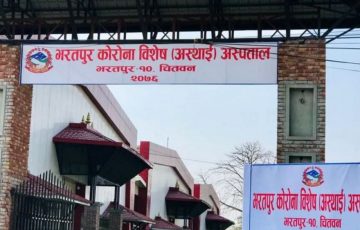 भरतपुर कोरोना विशेष (अस्थाई) अस्पताल
भरतपुर-१०, चितवन
२०७६
भरतपुर कोरोना विशेष (अस्थाई)
भरतपुर १०, चितवन